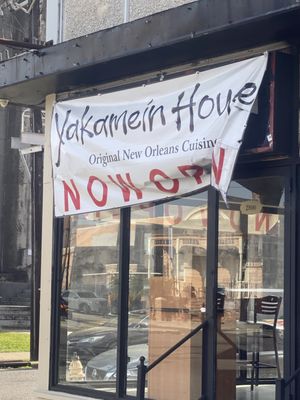 Yakamein House
Original New Orleans Cuisine
NOW OPEN